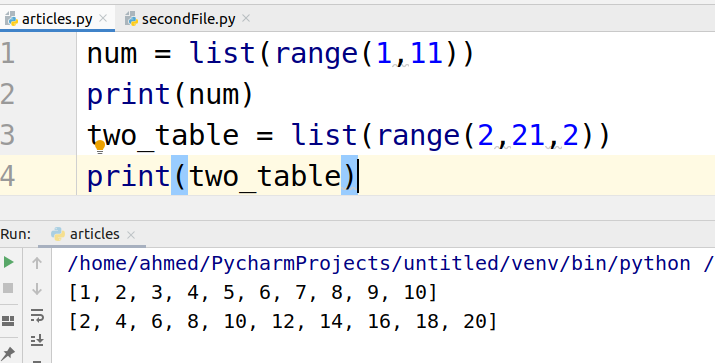 articles.py × secondFile.py ×
1 num = list(range(1,11))
2 print(num)
3 two_table = list(range(2,21,2))
4 print(two_table)
Run: articles ×
/home/ahmed/PycharmProjects/untitled/venv/bin/python /
[1, 2, 3, 4, 5, 6, 7, 8, 9, 10]
[2, 4, 6, 8, 10, 12, 14, 16, 18, 20]